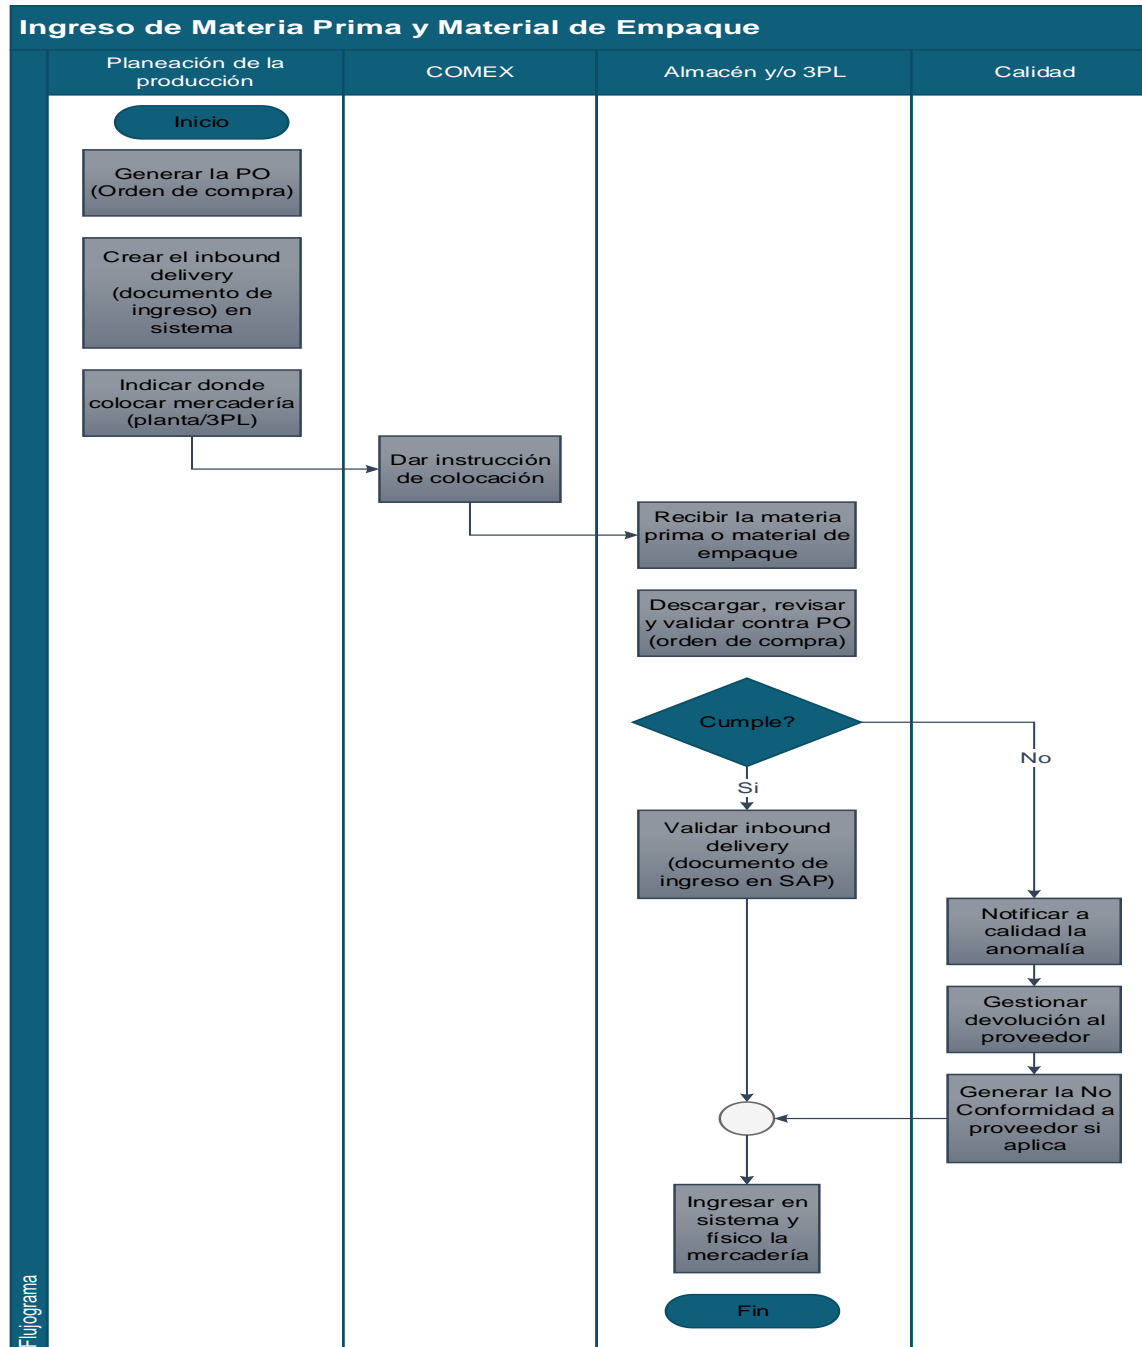 Ingreso de Materia Prima y Material de Empaque
Planeación de la
producción
COMEX
Almacén y/o 3PL
Calidad
Inicio
Generar la PO
(Orden de compra)
Crear el inbound
delivery
(documento de
ingreso) en
sistema
Indicar donde
colocar mercadería
(planta/3PL)
Dar instrucción
de colocación
Recibir la materia
prima o material de
empaque
Descargar, revisar
y validar contra PO
(orden de compra)
Cumple?
No
Si
Validar inbound
delivery
(documento de
ingreso en SAP)
Notificar a
calidad la
anomalía
Gestionar
devolución al
proveedor
Generar la No
Conformidad a
proveedor si
aplica
Ingresar en
sistema y
físico la
mercadería
Fin
Flujograma